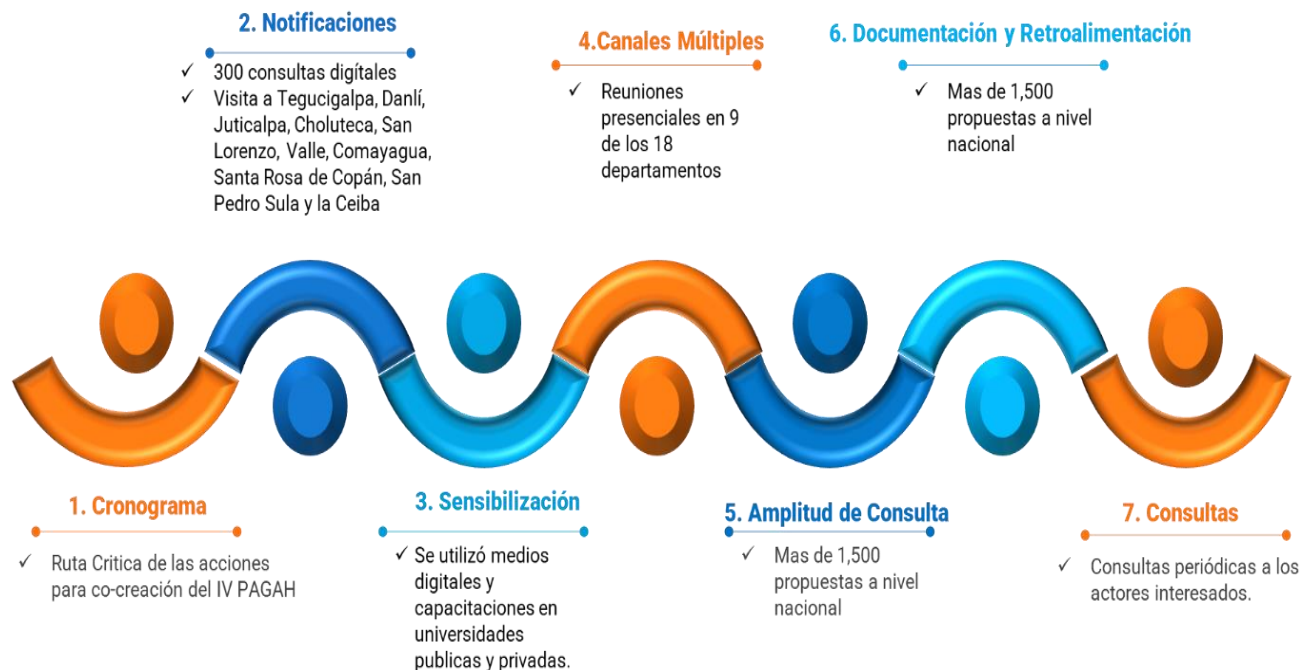 1. Cronograma
✓ Ruta Critica de las acciones
para co-creación del IV PAGAH
2. Notificaciones
✓ 300 consultas digítales
✓ Visita a Tegucigalpa, Danlí,
Juticalpa, Choluteca, San
Lorenzo, Valle, Comayagua,
Santa Rosa de Copán, San
Pedro Sula y la Ceiba
3. Sensibilización
✓ Se utilizó medios
digitales y
capacitaciones en
universidades
publicas y privadas.
4.Canales Múltiples
✓ Reuniones
presenciales en 9
de los 18
departamentos
5. Amplitud de Consulta
✓ Mas de 1,500
propuestas a nivel
nacional
6. Documentación y Retroalimentación
✓ Mas de 1,500
propuestas a nivel
nacional
7. Consultas
✓ Consultas periódicas a los
actores interesados.